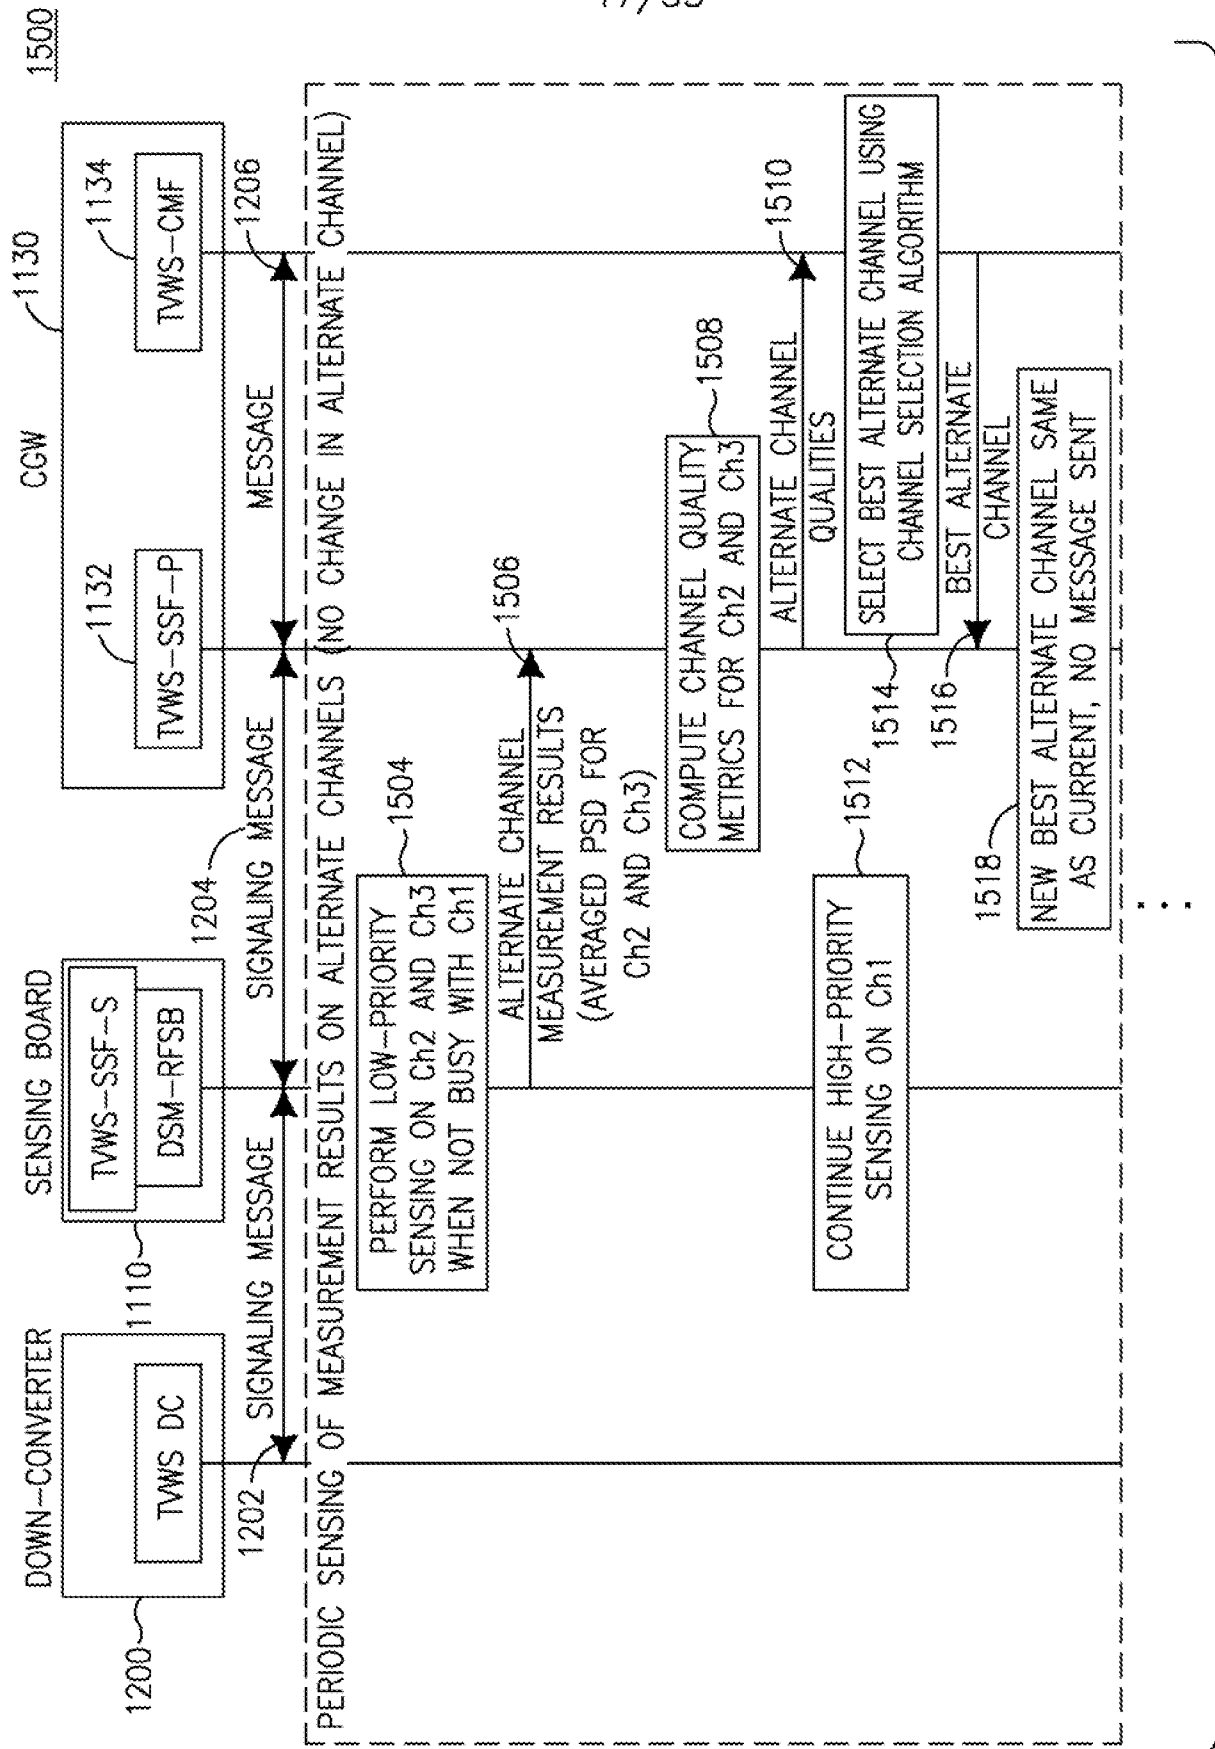 1500
DOWN-CONVERTER
SENSING BOARD
CGW
1130
TVWS DC
TVWS-SSF-S
DSM-RFSB
TVWS-SSF-P
TVWS-CMF
1200
1110
1132
1134
1202
SIGNALING MESSAGE
1204
SIGNALING MESSAGE
MESSAGE
1206
PERIODIC SENSING OF MEASUREMENT RESULTS ON ALTERNATE CHANNELS (NO CHANGE IN ALTERNATE CHANNEL)
PERFORM LOW-PRIORITY
SENSING ON Ch2 AND Ch3
WHEN NOT BUSY WITH Ch1
1504
ALTERNATE CHANNEL
MEASUREMENT RESULTS
(AVERAGED PSD FOR
Ch2 AND Ch3)
1506
COMPUTE CHANNEL QUALITY
METRICS FOR Ch2 AND Ch3
1508
ALTERNATE CHANNEL
QUALITIES
1510
CONTINUE HIGH-PRIORITY
SENSING ON Ch1
1512
1514
SELECT BEST ALTERNATE CHANNEL USING
CHANNEL SELECTION ALGORITHM
1516
BEST ALTERNATE
CHANNEL
1518
NEW BEST ALTERNATE CHANNEL SAME
AS CURRENT, NO MESSAGE SENT